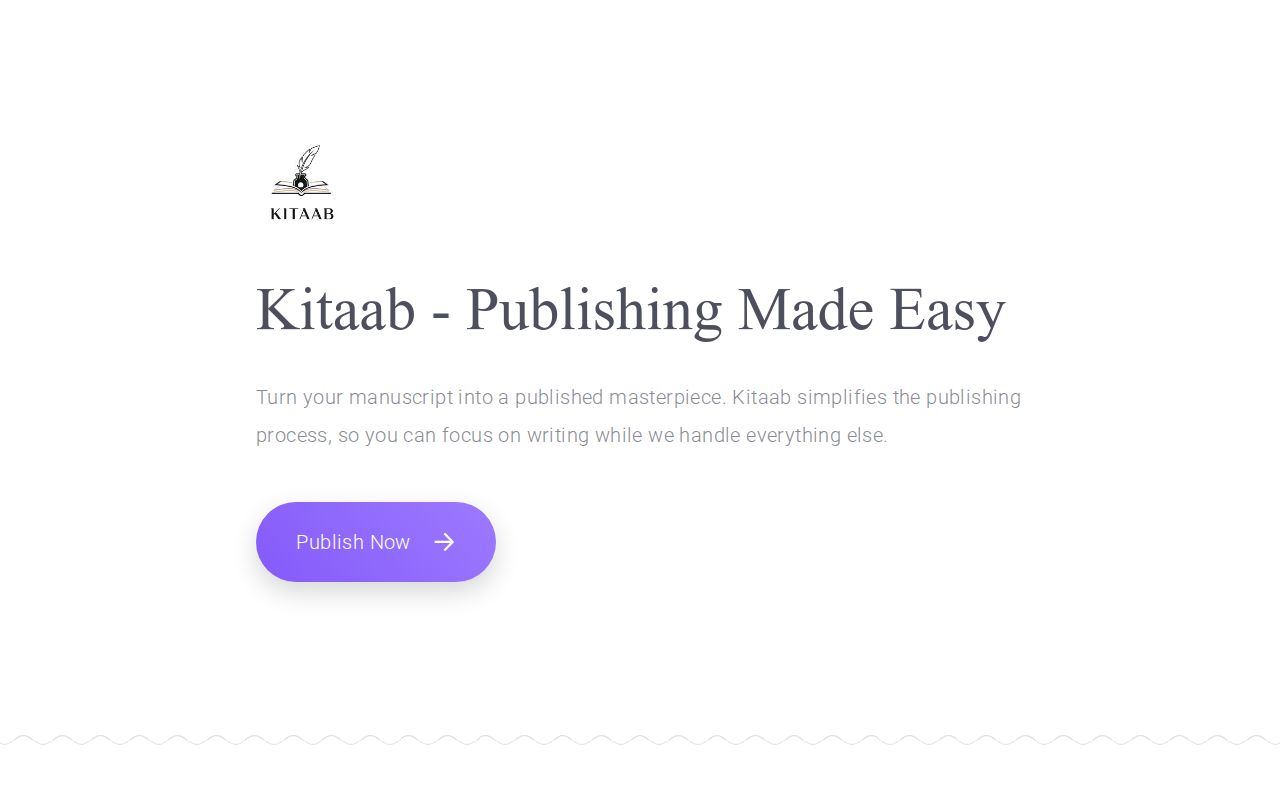 KITAAB
Kitaab - Publishing Made Easy
Turn your manuscript into a published masterpiece. Kitaab simplifies the publishing
process, so you can focus on writing while we handle everything else.
Publish Now